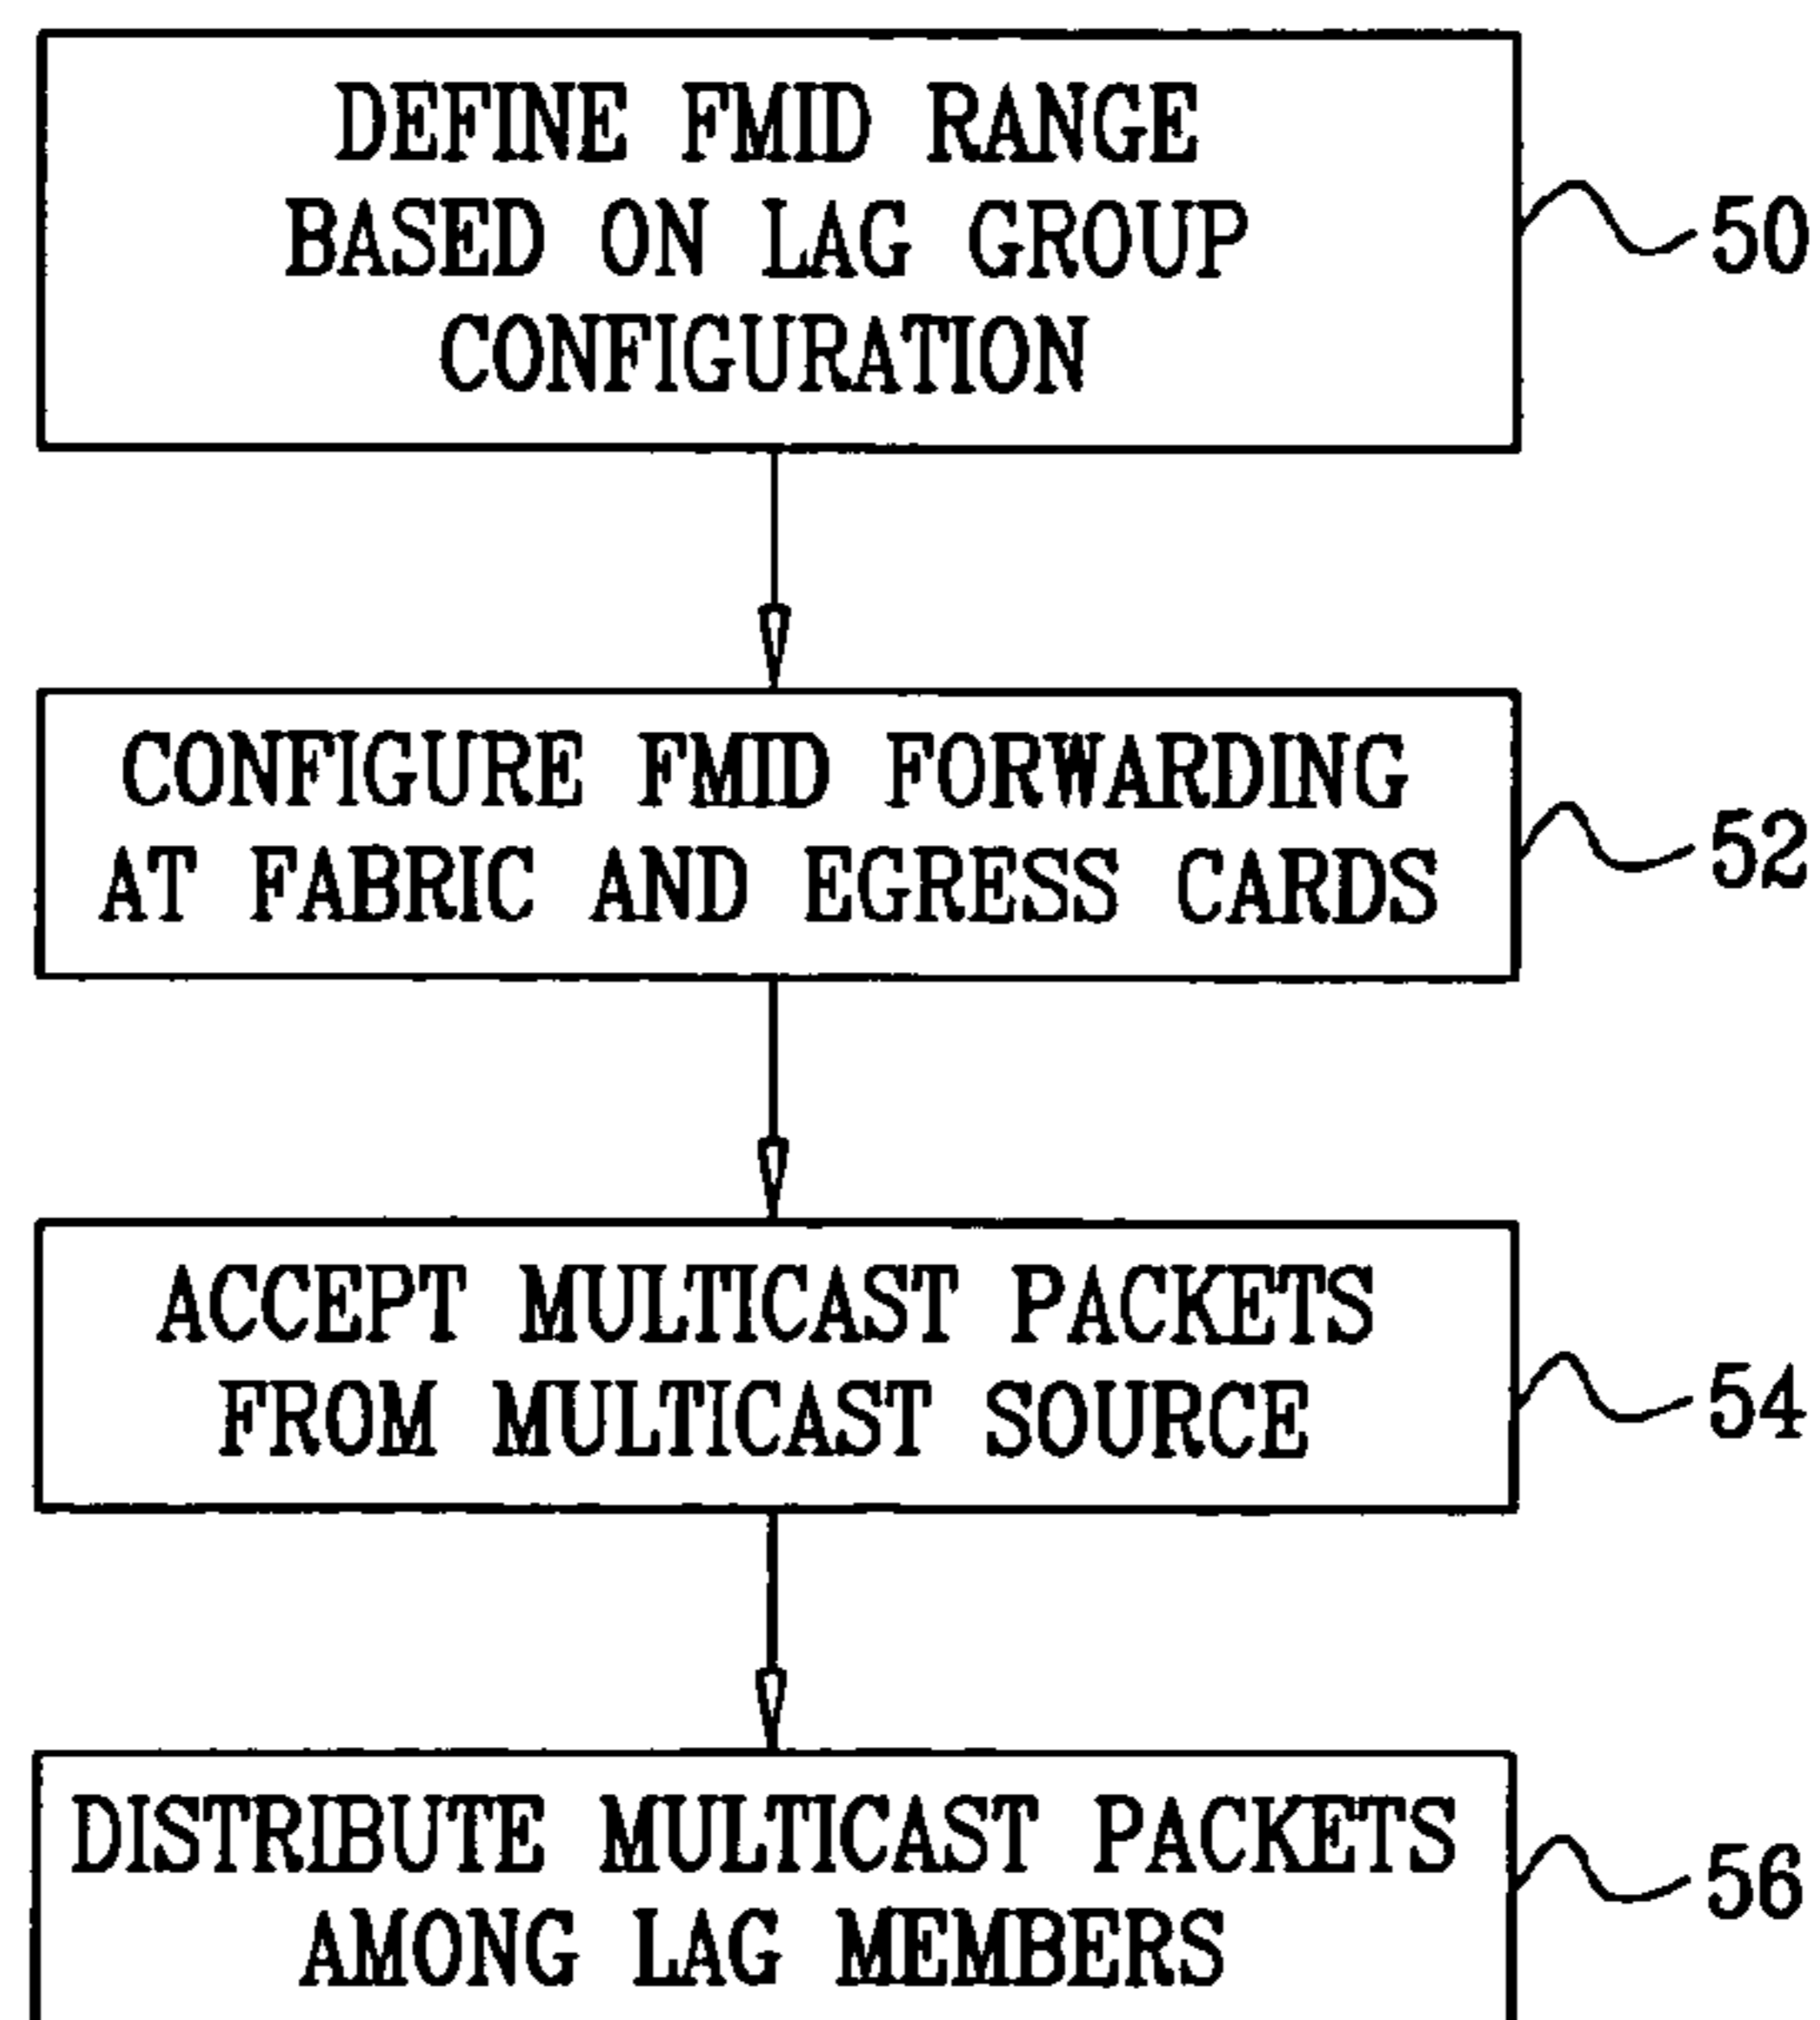 DEFINE FMID RANGE
BASED ON LAG GROUP
CONFIGURATION
50
CONFIGURE FMID FORWARDING
AT FABRIC AND EGRESS CARDS
52
ACCEPT MULTICAST PACKETS
FROM MULTICAST SOURCE
54
DISTRIBUTE MULTICAST PACKETS
AMONG LAG MEMBERS
56